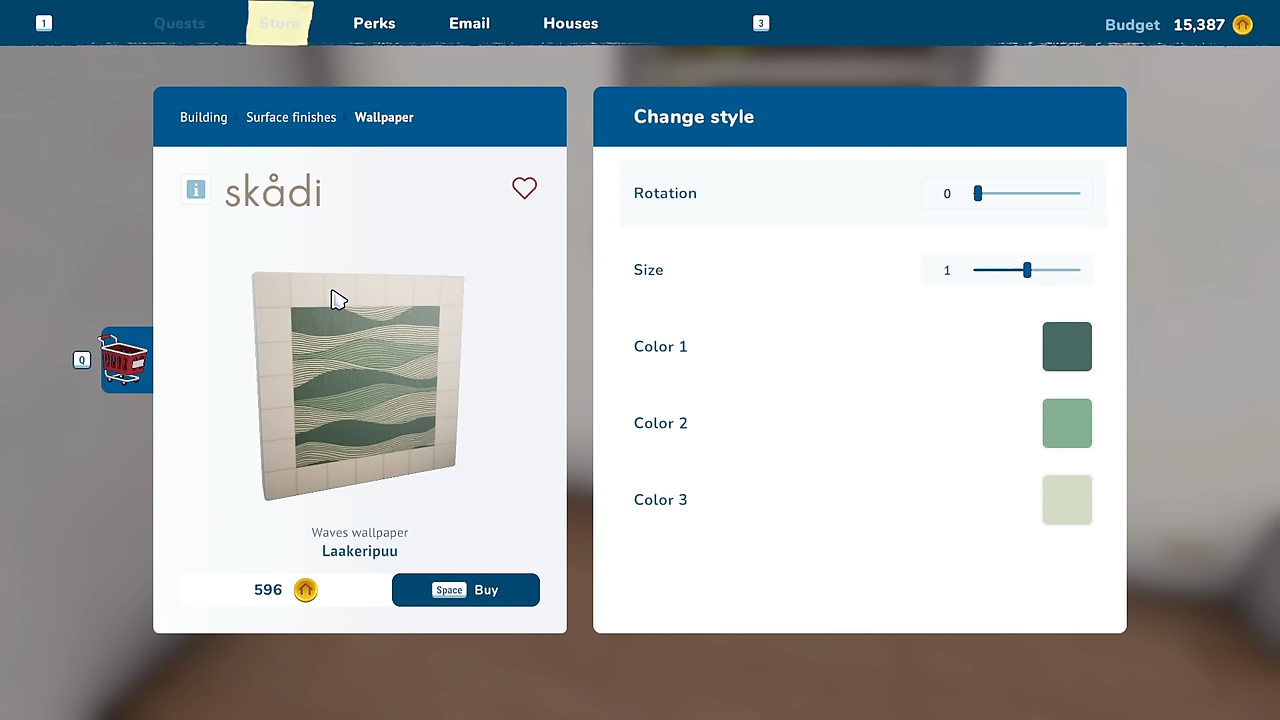 1 Quests Store Perks Email Houses 3 Budget 15,387
Building Surface finishes Wallpaper
Change style
i skådi
Rotation 0
Size 1
Color 1
Q
Color 2
Color 3
Waves wallpaper
Laakeripuu
596 Space Buy